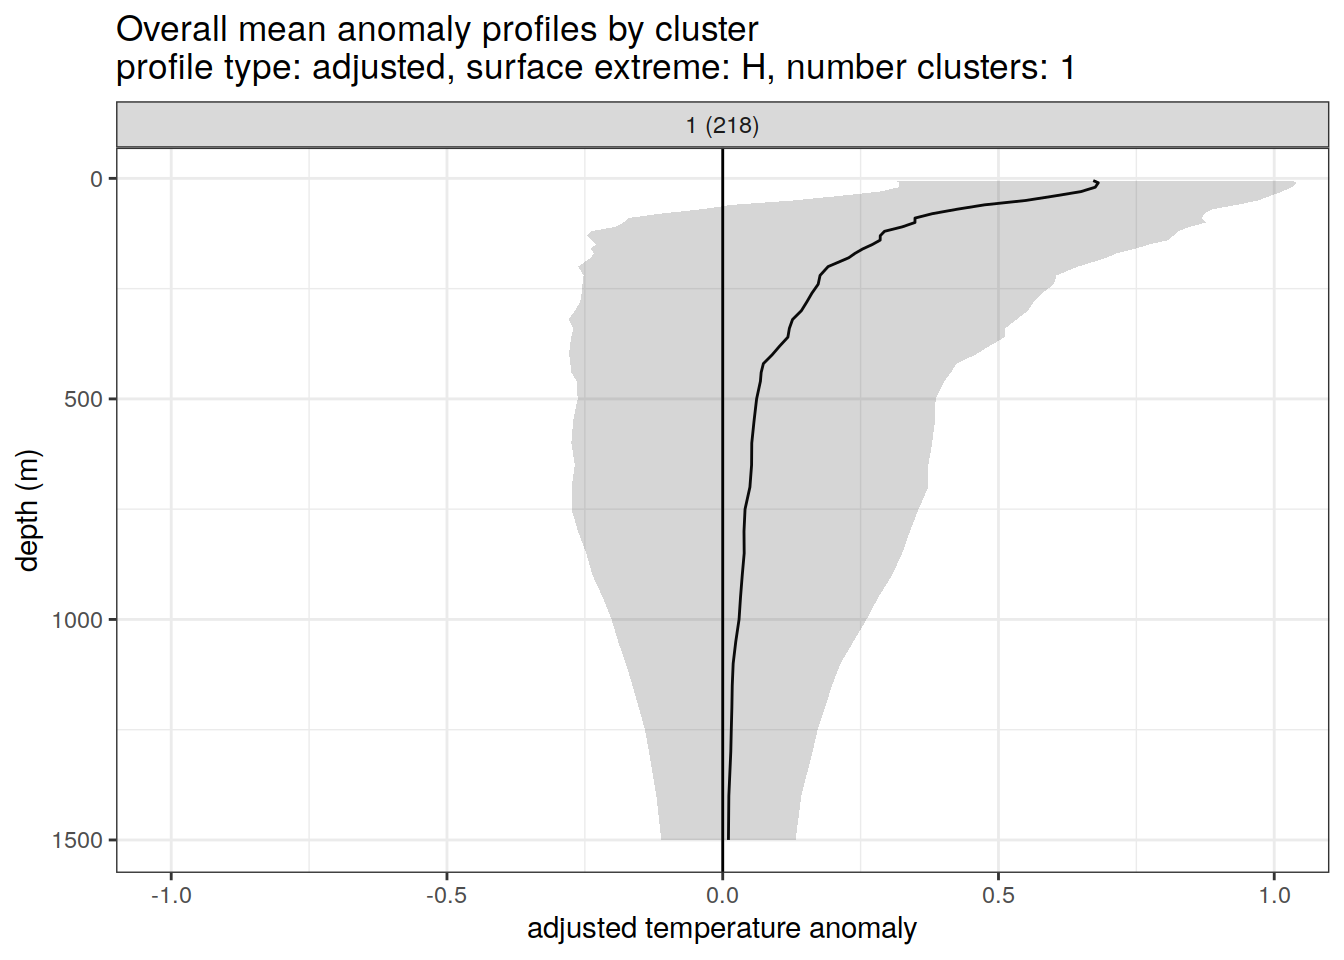 Overall mean anomaly profiles by cluster
profile type: adjusted, surface extreme: H, number clusters: 1
1 (218)
0
500
1000
1500
depth (m)
-1.0
-0.5
0.0
0.5
1.0
adjusted temperature anomaly